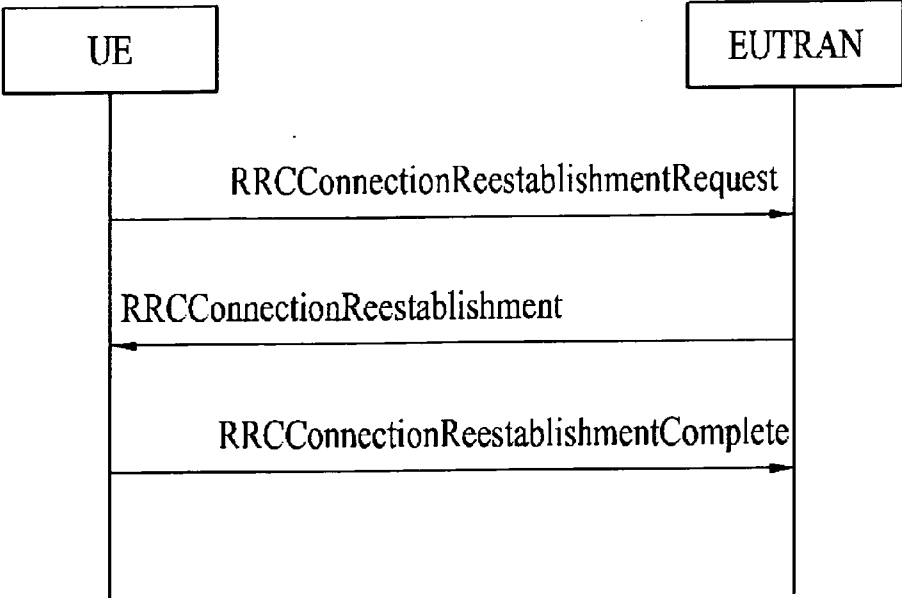 UE
EUTRAN
RRCConnectionReestablishmentRequest
RRCConnectionReestablishment
RRCConnectionReestablishmentComplete